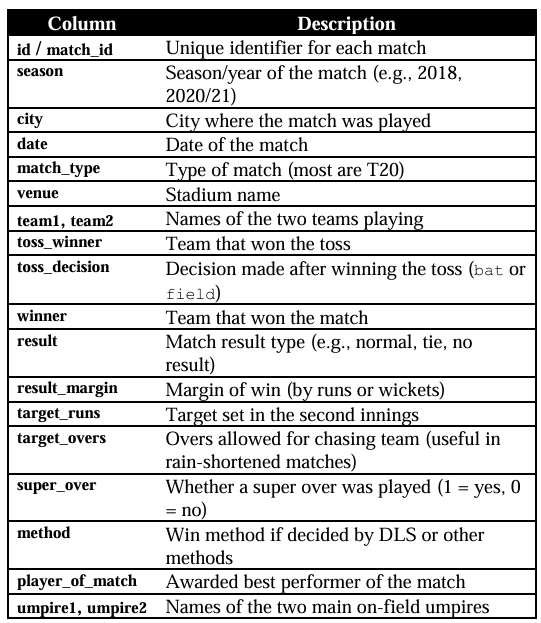 Column Description
id / match_id Unique identifier for each match
season Season/year of the match (e.g., 2018,
2020/21)
city City where the match was played
date Date of the match
match_type Type of match (most are T20)
venue Stadium name
team1, team2 Names of the two teams playing
toss_winner Team that won the toss
toss_decision Decision made after winning the toss (bat or
field)
winner Team that won the match
result Match result type (e.g., normal, tie, no
result)
result_margin Margin of win (by runs or wickets)
target_runs Target set in the second innings
target_overs Overs allowed for chasing team (useful in
rain-shortened matches)
super_over Whether a super over was played (1 = yes, 0
= no)
method Win method if decided by DLS or other
methods
player_of_match Awarded best performer of the match
umpire1, umpire2 Names of the two main on-field umpires